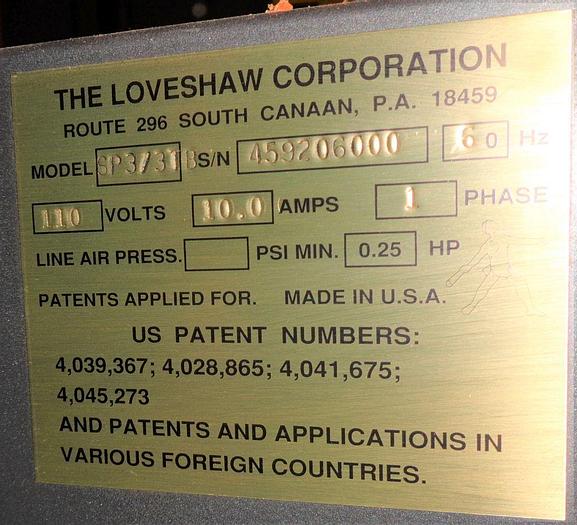 THE LOVESHAW CORPORATION
ROUTE 296 SOUTH CANAAN, P.A. 18459
MODEL SP3/3TB S/N 459206000 60 Hz
110 VOLTS 10.0 AMPS 1 PHASE
LINE AIR PRESS. PSI MIN. 0.25 HP
PATENTS APPLIED FOR. MADE IN U.S.A.
US PATENT NUMBERS:
4,039,367; 4,028,865; 4,041,675;
4,045,273
AND PATENTS AND APPLICATIONS IN
VARIOUS FOREIGN COUNTRIES.